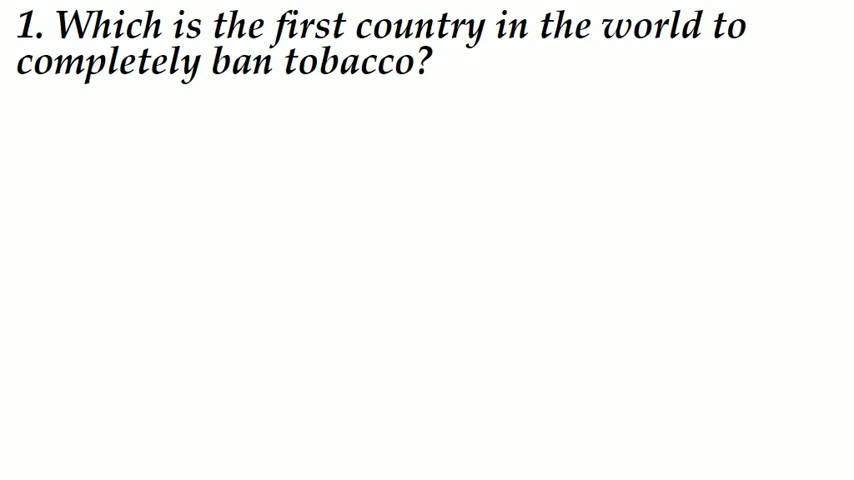 1. Which is the first country in the world to
completely ban tobacco?